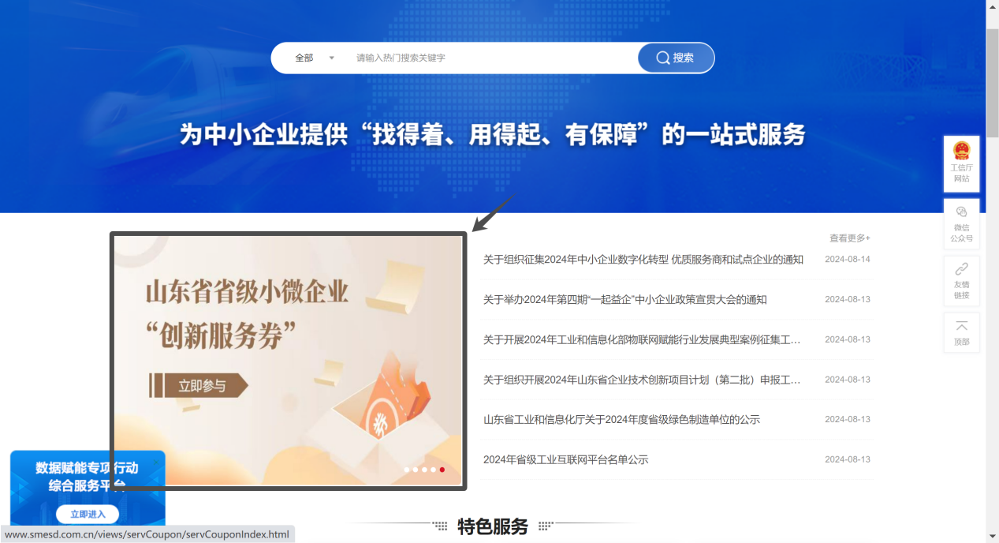 全部
请输入热门搜索关键字
搜索
为中小企业提供“找得着、用得起、有保障”的一站式服务
工信厅
网站
微信
公众号
友情
链接
顶部
山东省省级小微企业
“创新服务券”
立即参与
券
查看更多+
关于组织征集2024年中小企业数字化转型 优质服务商和试点企业的通知 2024-08-14
关于举办2024年第四期“一起益企”中小企业政策宣贯大会的通知 2024-08-13
关于开展2024年工业和信息化部物联网赋能行业发展典型案例征集工... 2024-08-13
关于组织开展2024年山东省企业技术创新项目计划（第二批）申报工... 2024-08-13
山东省工业和信息化厅关于2024年度省级绿色制造单位的公示 2024-08-13
2024年省级工业互联网平台名单公示 2024-08-13
数据赋能专项行动
综合服务平台
立即进入
特色服务
www.smesd.com.cn/views/servCoupon/servCouponIndex.html